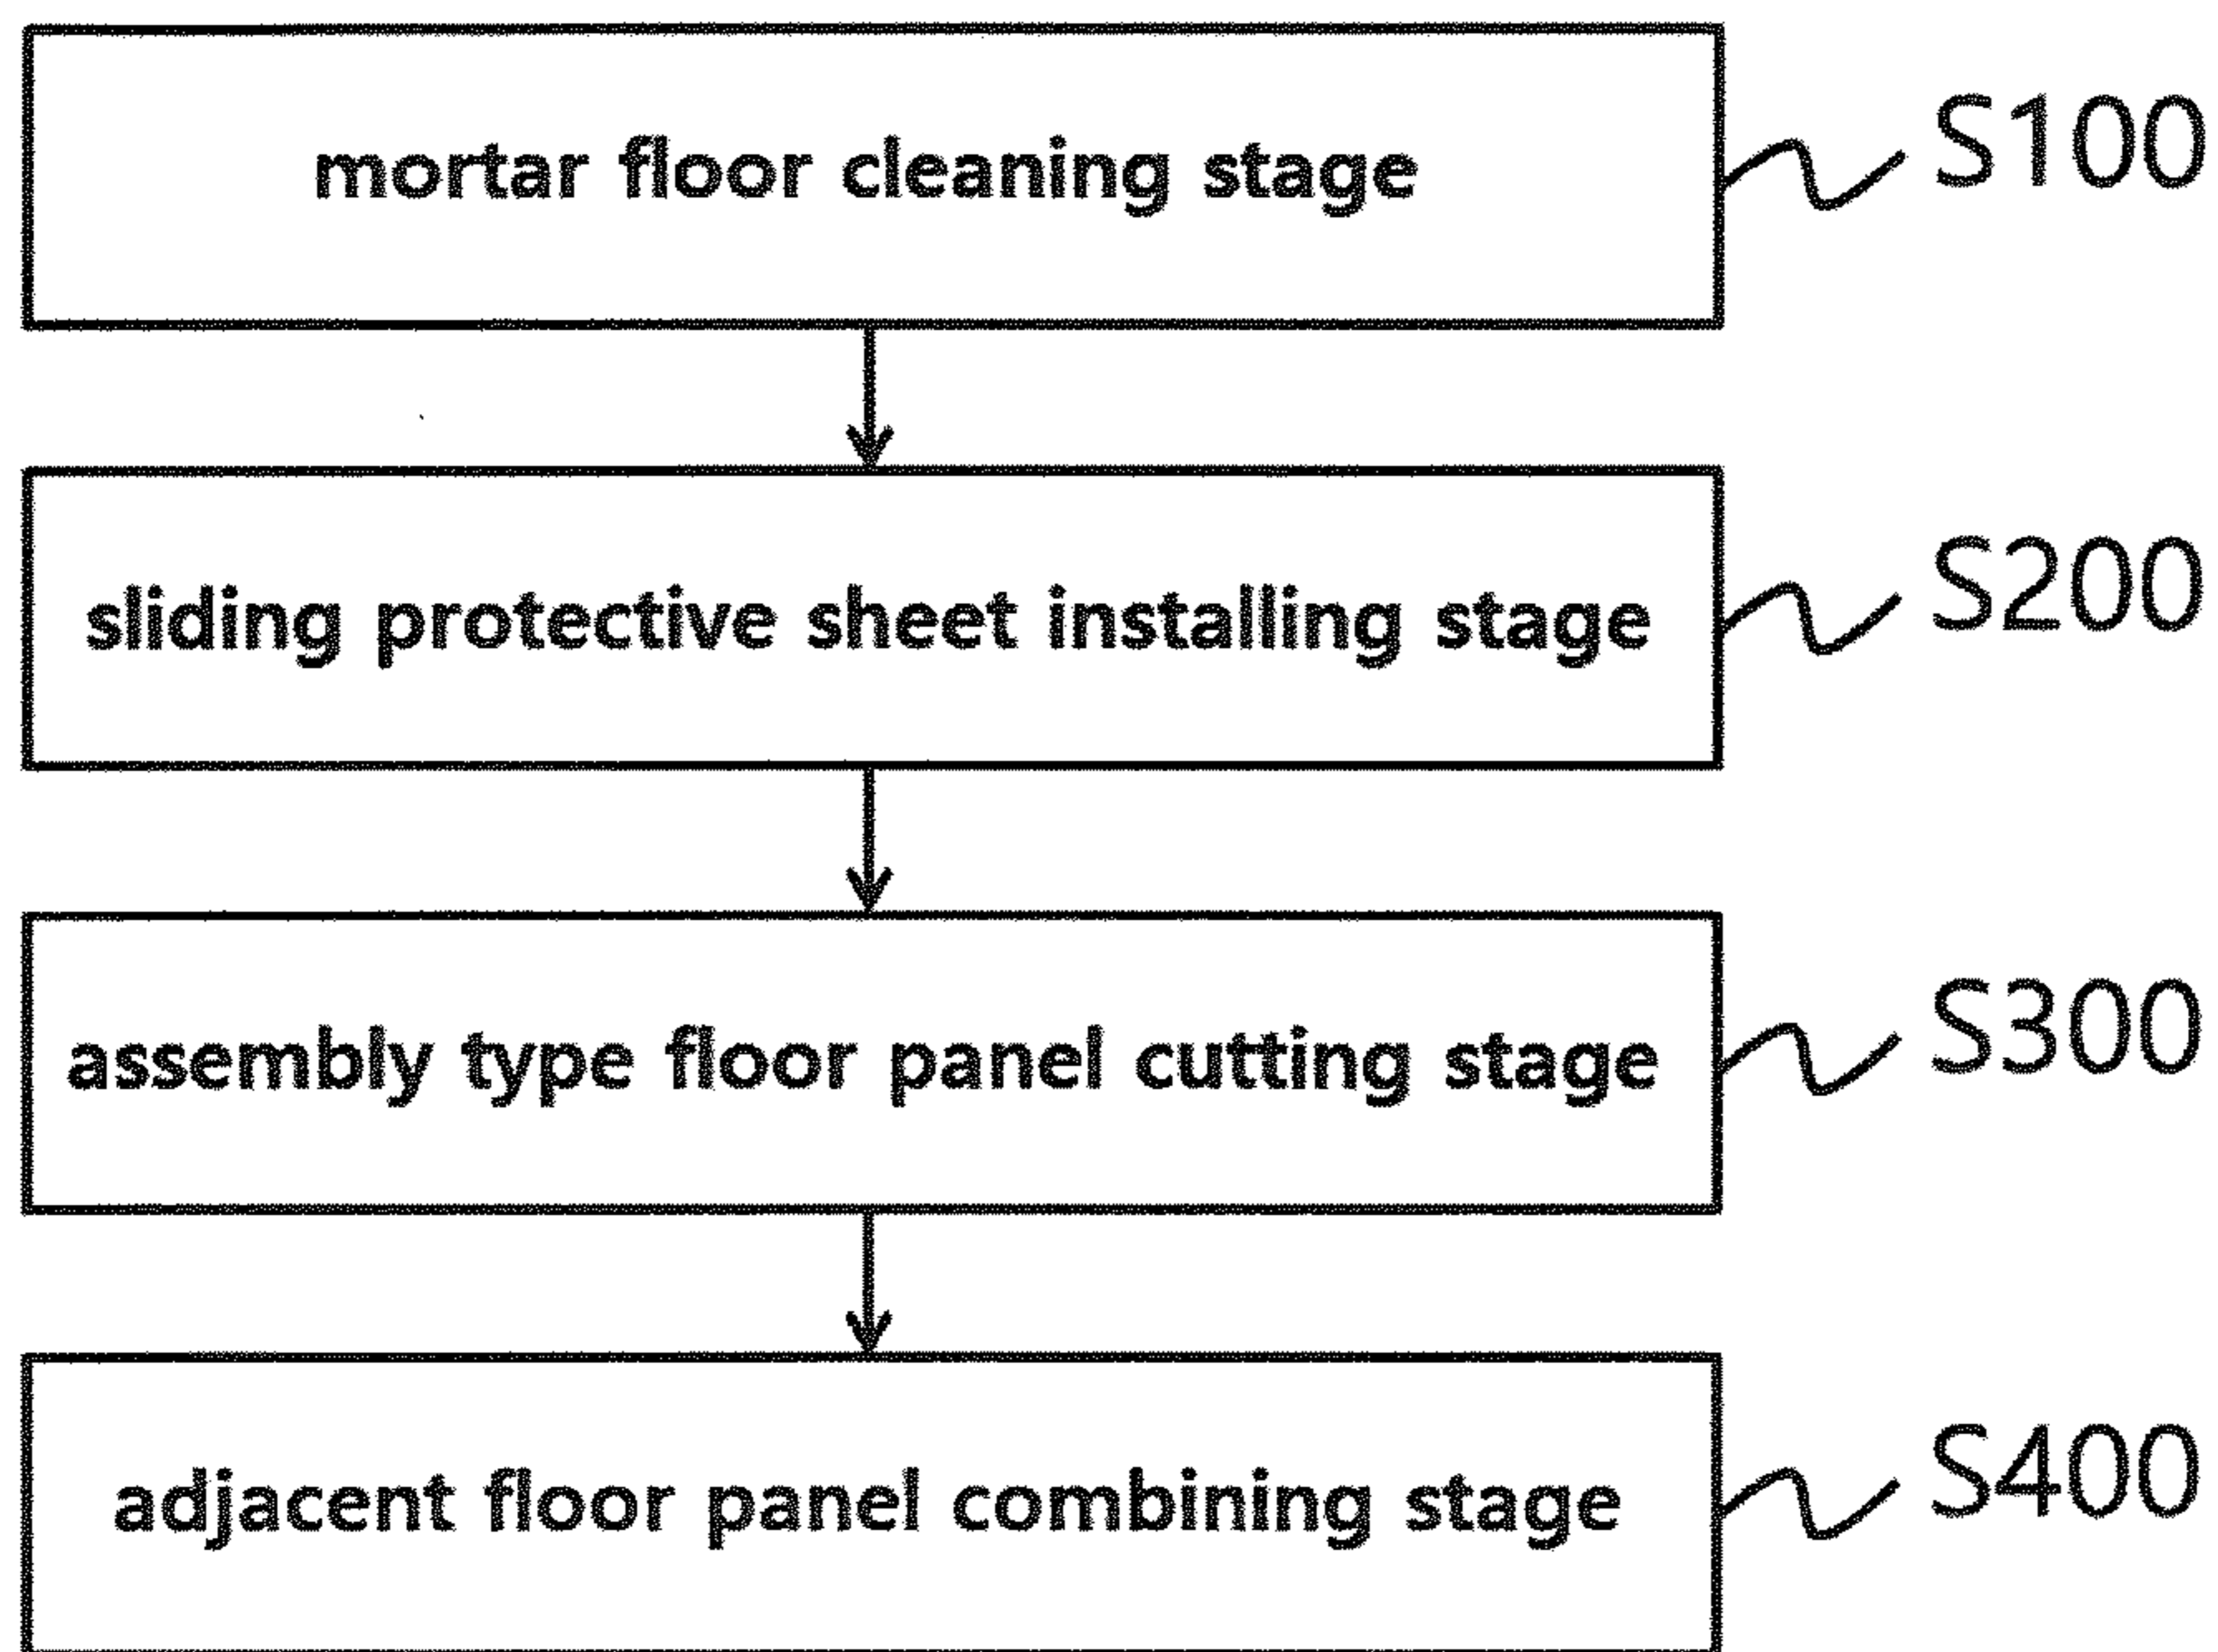 mortar floor cleaning stage S100
sliding protective sheet installing stage S200
assembly type floor panel cutting stage S300
adjacent floor panel combining stage S400